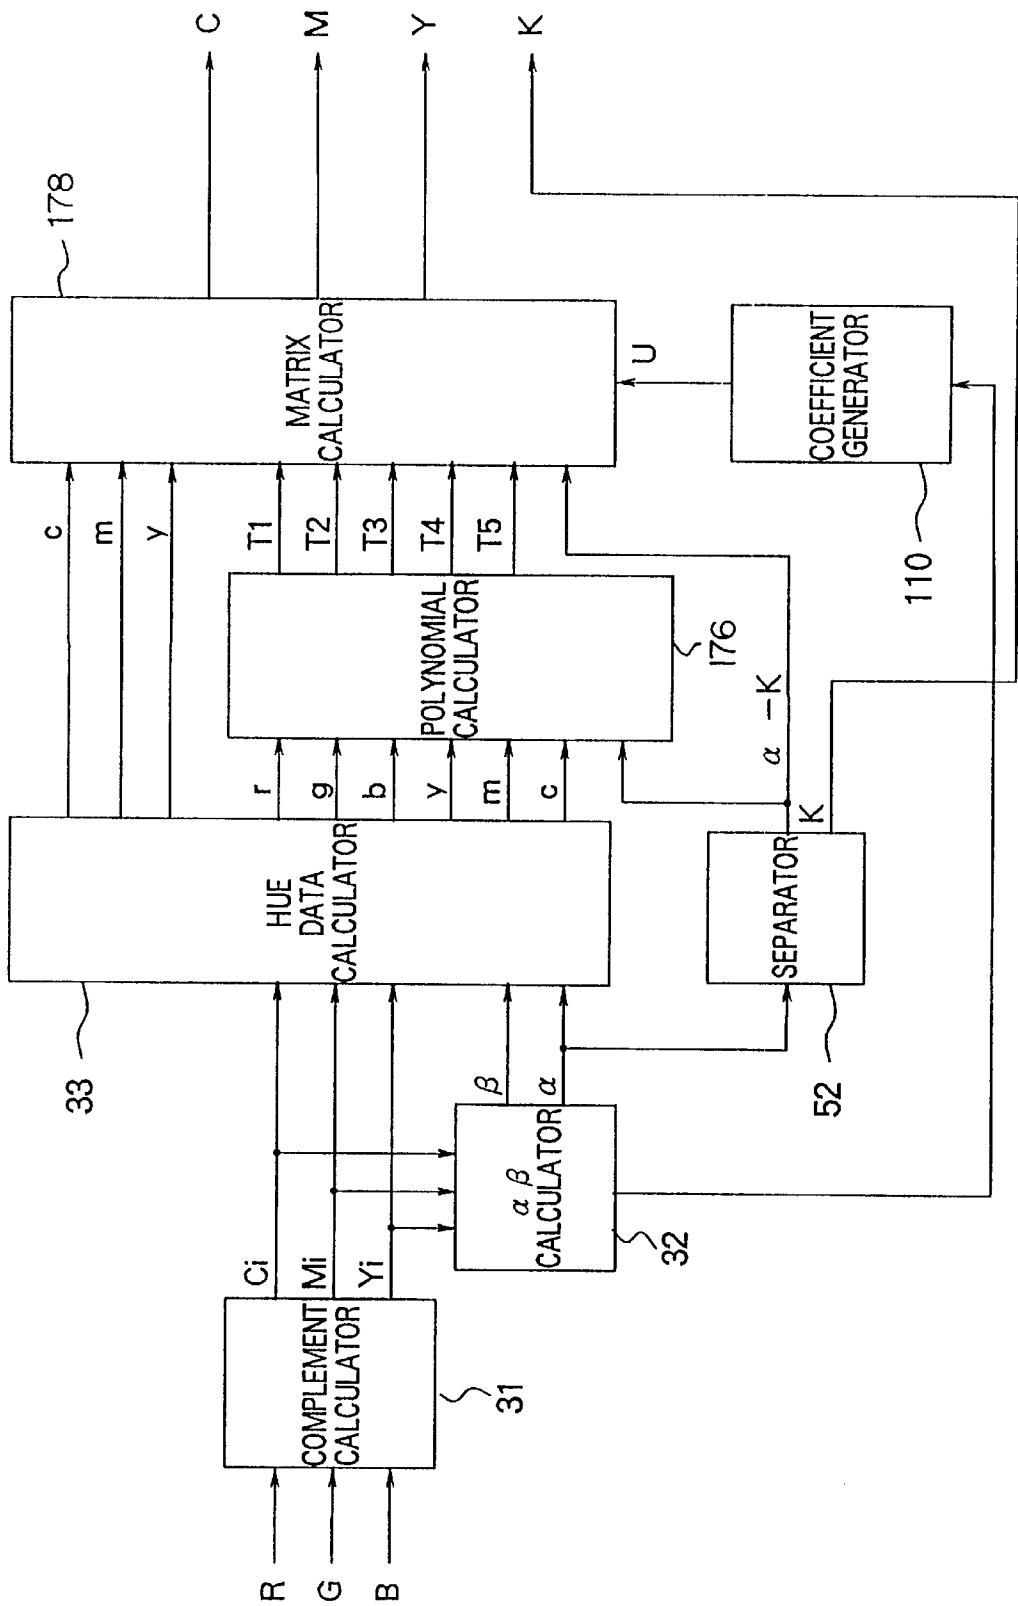 R
G
B
COMPLEMENT
CALCULATOR
31
Ci
Mi
Yi
α β
CALCULATOR
32
β
α
33
HUE
DATA
CALCULATOR
SEPARATOR
52
K
α -K
c
m
y
r
g
b
y
m
c
POLYNOMIAL
CALCULATOR
176
T1
T2
T3
T4
T5
MATRIX
CALCULATOR
178
U
COEFFICIENT
GENERATOR
110
C
M
Y
K